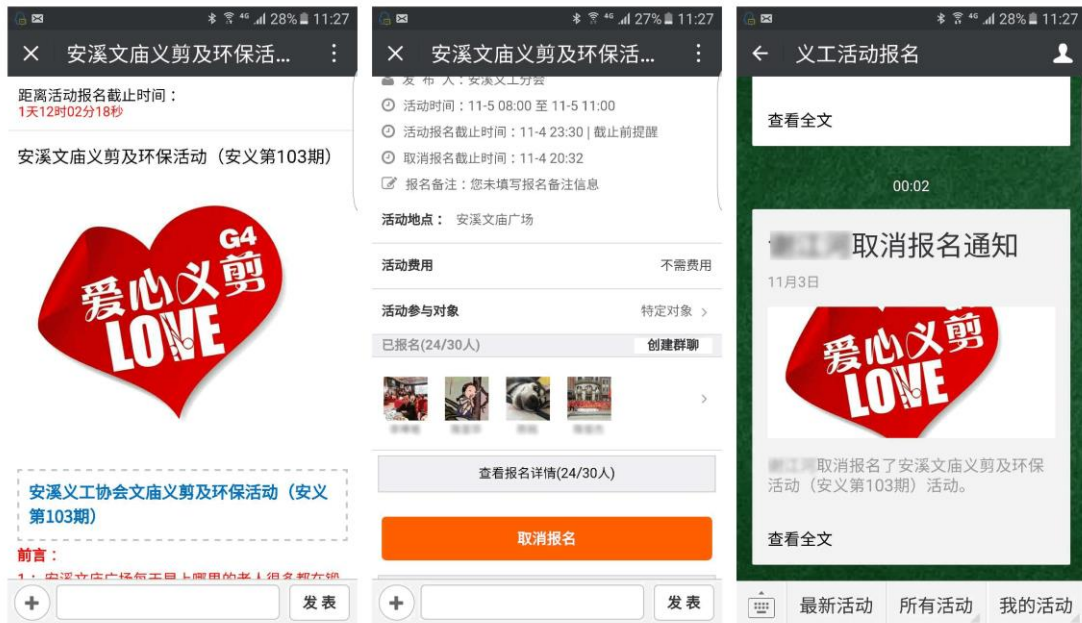 4G 28% 11:27
安溪文庙义剪及环保活...
距离活动报名截止时间：
1天12时02分18秒
安溪文庙义剪及环保活动（安义第103期）
G4
爱心义剪
LOVE
安溪义工协会文庙义剪及环保活动（安义
第103期）
前言：
发表
4G 27% 11:27
安溪文庙义剪及环保活...
发 布 人：安溪义工分会
活动时间：11-5 08:00 至 11-5 11:00
活动报名截止时间：11-4 23:30 | 截止前提醒
取消报名截止时间：11-4 20:32
报名备注：您未填写报名备注信息
活动地点： 安溪文庙广场
活动费用 不需费用
活动参与对象 特定对象
已报名(24/30人) 创建群聊
查看报名详情(24/30人)
取消报名
发表
4G 28% 11:27
义工活动报名
查看全文
00:02
取消报名通知
11月3日
爱心义剪
LOVE
取消报名了安溪文庙义剪及环保
活动（安义第103期）活动。
查看全文
最新活动 所有活动 我的活动